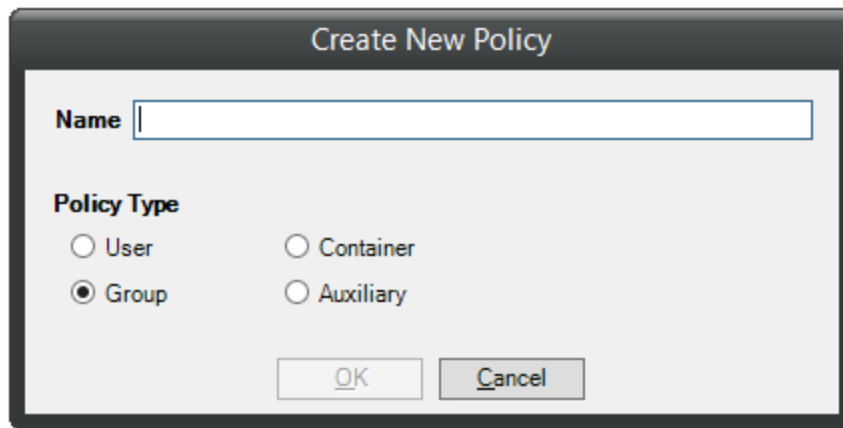 Create New Policy
Name
Policy Type
User Container
Group Auxiliary
OK Cancel